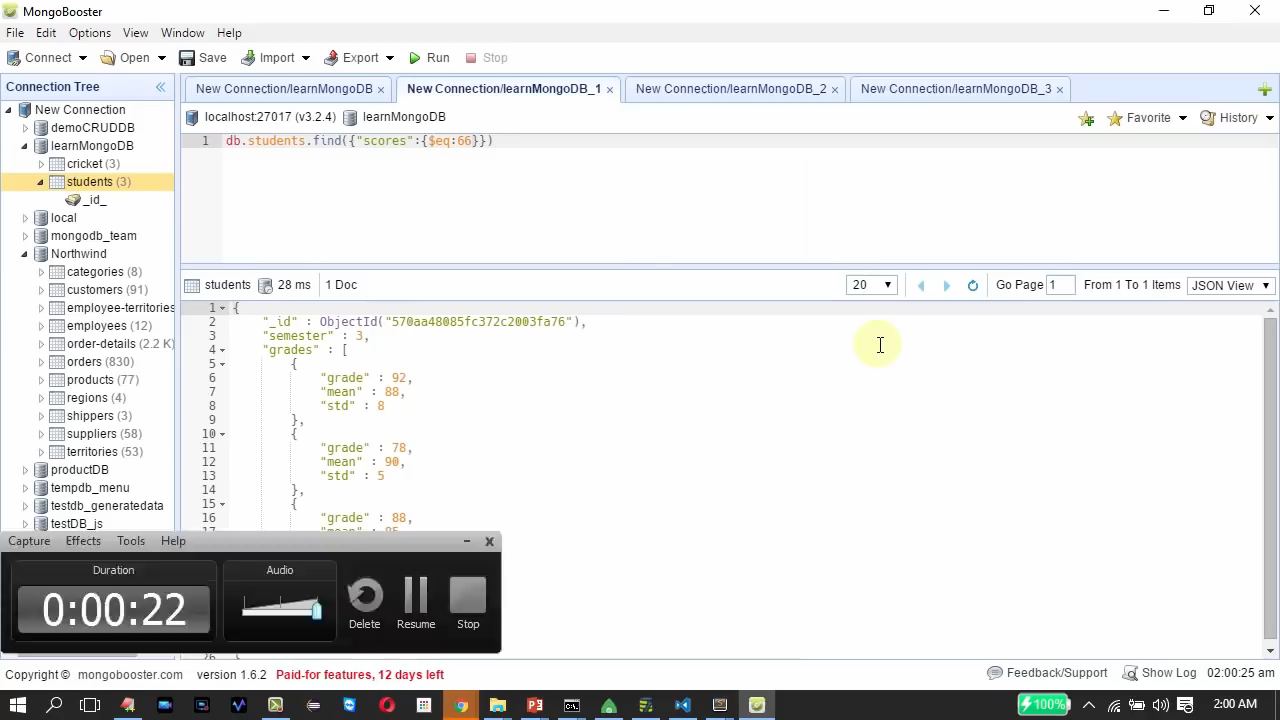 MongoBooster
File Edit Options View Window Help
Connect Open Save Import Export Run Stop
Connection Tree
New Connection/learnMongoDB × New Connection/learnMongoDB_1 × New Connection/learnMongoDB_2 × New Connection/learnMongoDB_3 ×
localhost:27017 (v3.2.4) learnMongoDB Favorite History
1 db.students.find({"scores":{$eq:66}})
New Connection
demoCRUDDB
learnMongoDB
cricket (3)
students (3)
_id_
local
mongodb_team
Northwind
categories (8)
customers (91)
employee-territories
employees (12)
order-details (2.2 K)
orders (830)
products (77)
regions (4)
shippers (3)
suppliers (58)
territories (53)
productDB
tempdb_menu
testdb_generatedata
testDB_js
students 28 ms 1 Doc 20 Go Page 1 From 1 To 1 Items JSON View
1 {
2 "_id" : ObjectId("570aa48085fc372c2003fa76"),
3 "semester" : 3,
4 "grades" : [
5 {
6 "grade" : 92,
7 "mean" : 88,
8 "std" : 8
9 },
10 {
11 "grade" : 78,
12 "mean" : 90,
13 "std" : 5
14 },
15 {
16 "grade" : 88,
Capture Effects Tools Help
Duration
0:00:22
Audio
Delete Resume Stop
Copyright © mongobooster.com version 1.6.2 Paid-for features, 12 days left Feedback/Support Show Log 02:00:25 am
100% 2:00 AM